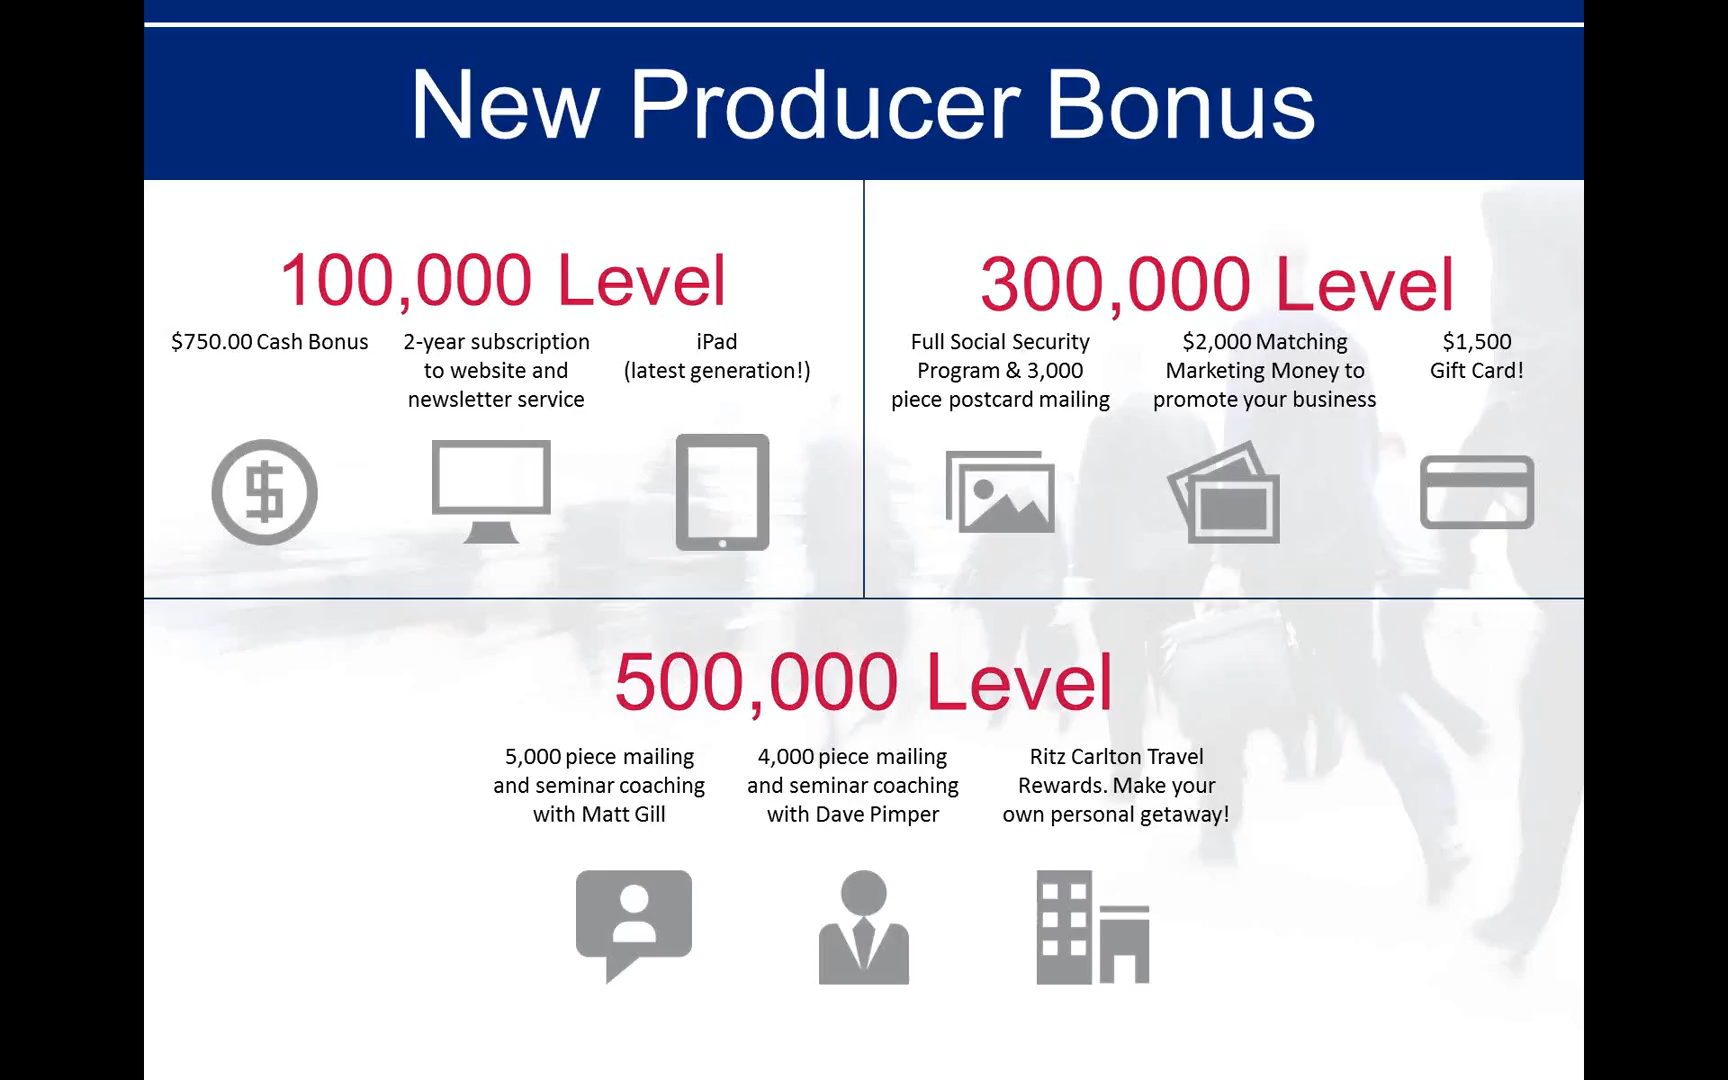 New Producer Bonus
100,000 Level
$750.00 Cash Bonus
2-year subscription
to website and
newsletter service
iPad
(latest generation!)
300,000 Level
Full Social Security
Program & 3,000
piece postcard mailing
$2,000 Matching
Marketing Money to
promote your business
$1,500
Gift Card!
500,000 Level
5,000 piece mailing
and seminar coaching
with Matt Gill
4,000 piece mailing
and seminar coaching
with Dave Pimper
Ritz Carlton Travel
Rewards. Make your
own personal getaway!